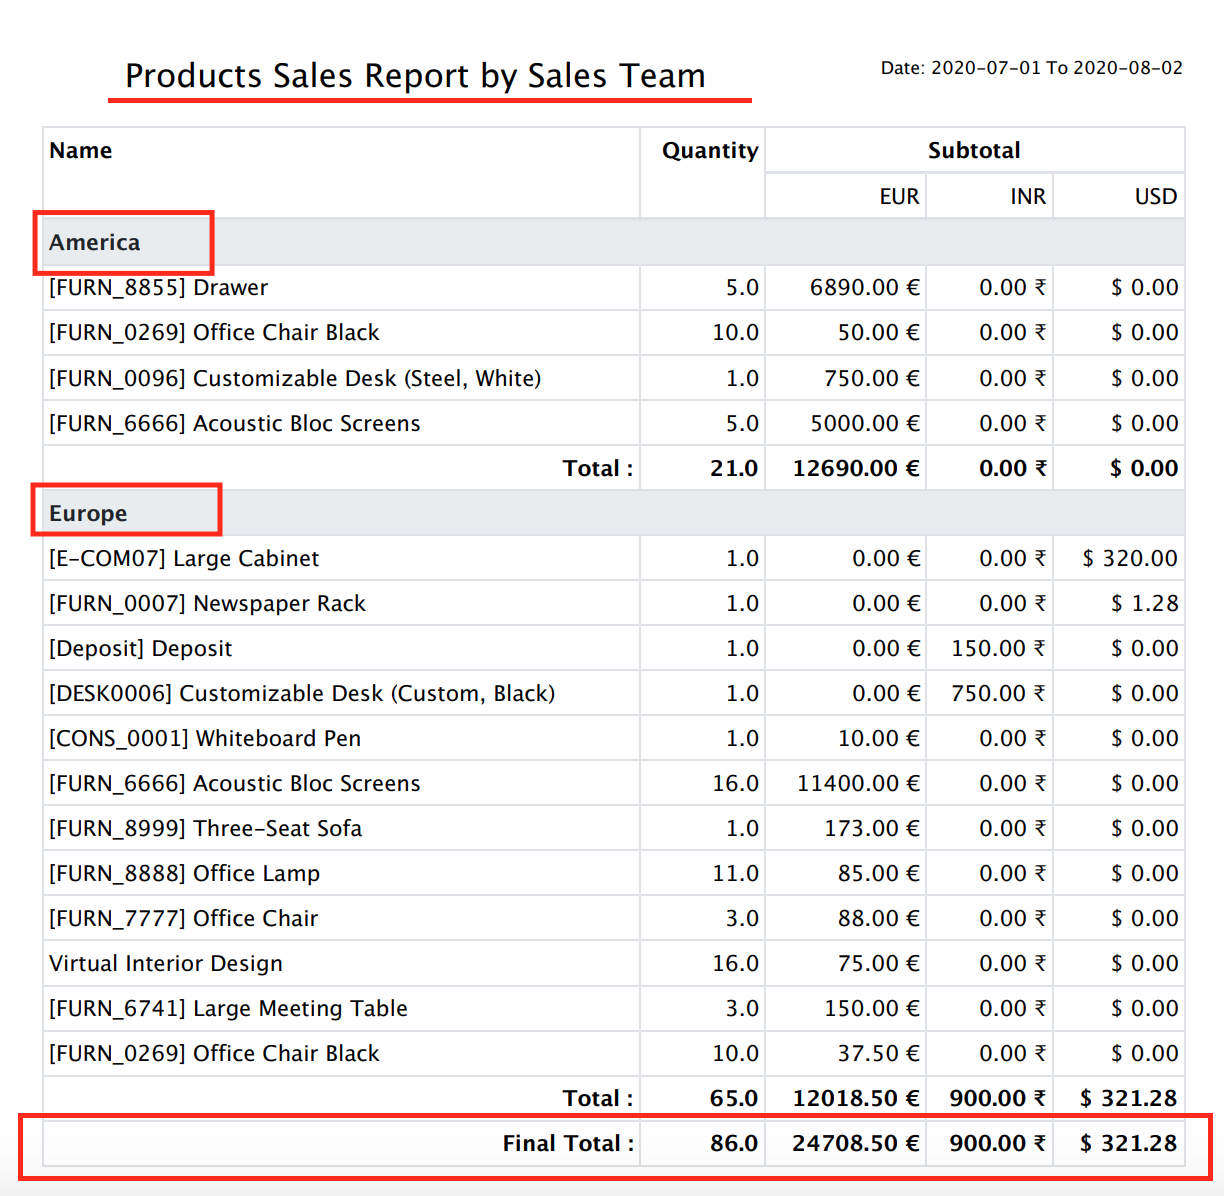 Products Sales Report by Sales Team
Date: 2020-07-01 To 2020-08-02
Name Quantity Subtotal
EUR INR USD
America
[FURN_8855] Drawer 5.0 6890.00 € 0.00 ₹ $ 0.00
[FURN_0269] Office Chair Black 10.0 50.00 € 0.00 ₹ $ 0.00
[FURN_0096] Customizable Desk (Steel, White) 1.0 750.00 € 0.00 ₹ $ 0.00
[FURN_6666] Acoustic Bloc Screens 5.0 5000.00 € 0.00 ₹ $ 0.00
Total : 21.0 12690.00 € 0.00 ₹ $ 0.00
Europe
[E-COM07] Large Cabinet 1.0 0.00 € 0.00 ₹ $ 320.00
[FURN_0007] Newspaper Rack 1.0 0.00 € 0.00 ₹ $ 1.28
[Deposit] Deposit 1.0 0.00 € 150.00 ₹ $ 0.00
[DESK0006] Customizable Desk (Custom, Black) 1.0 0.00 € 750.00 ₹ $ 0.00
[CONS_0001] Whiteboard Pen 1.0 10.00 € 0.00 ₹ $ 0.00
[FURN_6666] Acoustic Bloc Screens 16.0 11400.00 € 0.00 ₹ $ 0.00
[FURN_8999] Three-Seat Sofa 1.0 173.00 € 0.00 ₹ $ 0.00
[FURN_8888] Office Lamp 11.0 85.00 € 0.00 ₹ $ 0.00
[FURN_7777] Office Chair 3.0 88.00 € 0.00 ₹ $ 0.00
Virtual Interior Design 16.0 75.00 € 0.00 ₹ $ 0.00
[FURN_6741] Large Meeting Table 3.0 150.00 € 0.00 ₹ $ 0.00
[FURN_0269] Office Chair Black 10.0 37.50 € 0.00 ₹ $ 0.00
Total : 65.0 12018.50 € 900.00 ₹ $ 321.28
Final Total : 86.0 24708.50 € 900.00 ₹ $ 321.28